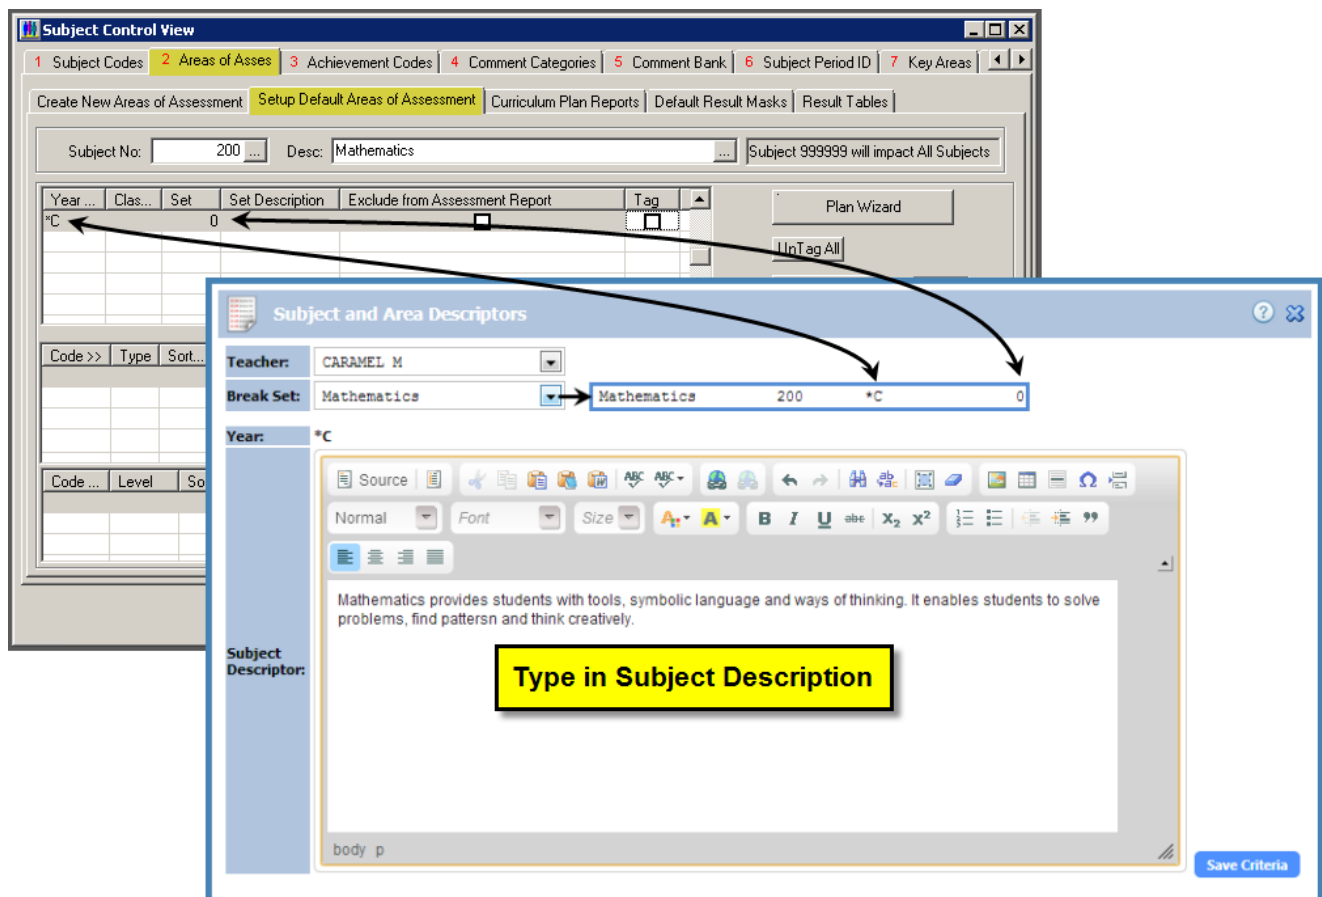 Subject Control View
1 Subject Codes 2 Areas of Asses 3 Achievement Codes 4 Comment Categories 5 Comment Bank 6 Subject Period ID 7 Key Areas
Create New Areas of Assessment Setup Default Areas of Assessment Curriculum Plan Reports Default Result Masks Result Tables
Subject No: 200 ... Desc: Mathematics ... Subject 999999 will impact All Subjects
Year ... Clas... Set Set Description Exclude from Assessment Report Tag
*C 0
Plan Wizard
UnTag All
Code >> Type Sort...
Code ... Level So
Subject and Area Descriptors
Teacher: CARAMEL M
Break Set: Mathematics Mathematics 200 *C 0
Year: *C
Source ABC ABC
Normal Font Size A A B I U abc X₂ X²
Subject
Descriptor:
Mathematics provides students with tools, symbolic language and ways of thinking. It enables students to solve
problems, find pattersn and think creatively.
Type in Subject Description
body p
Save Criteria